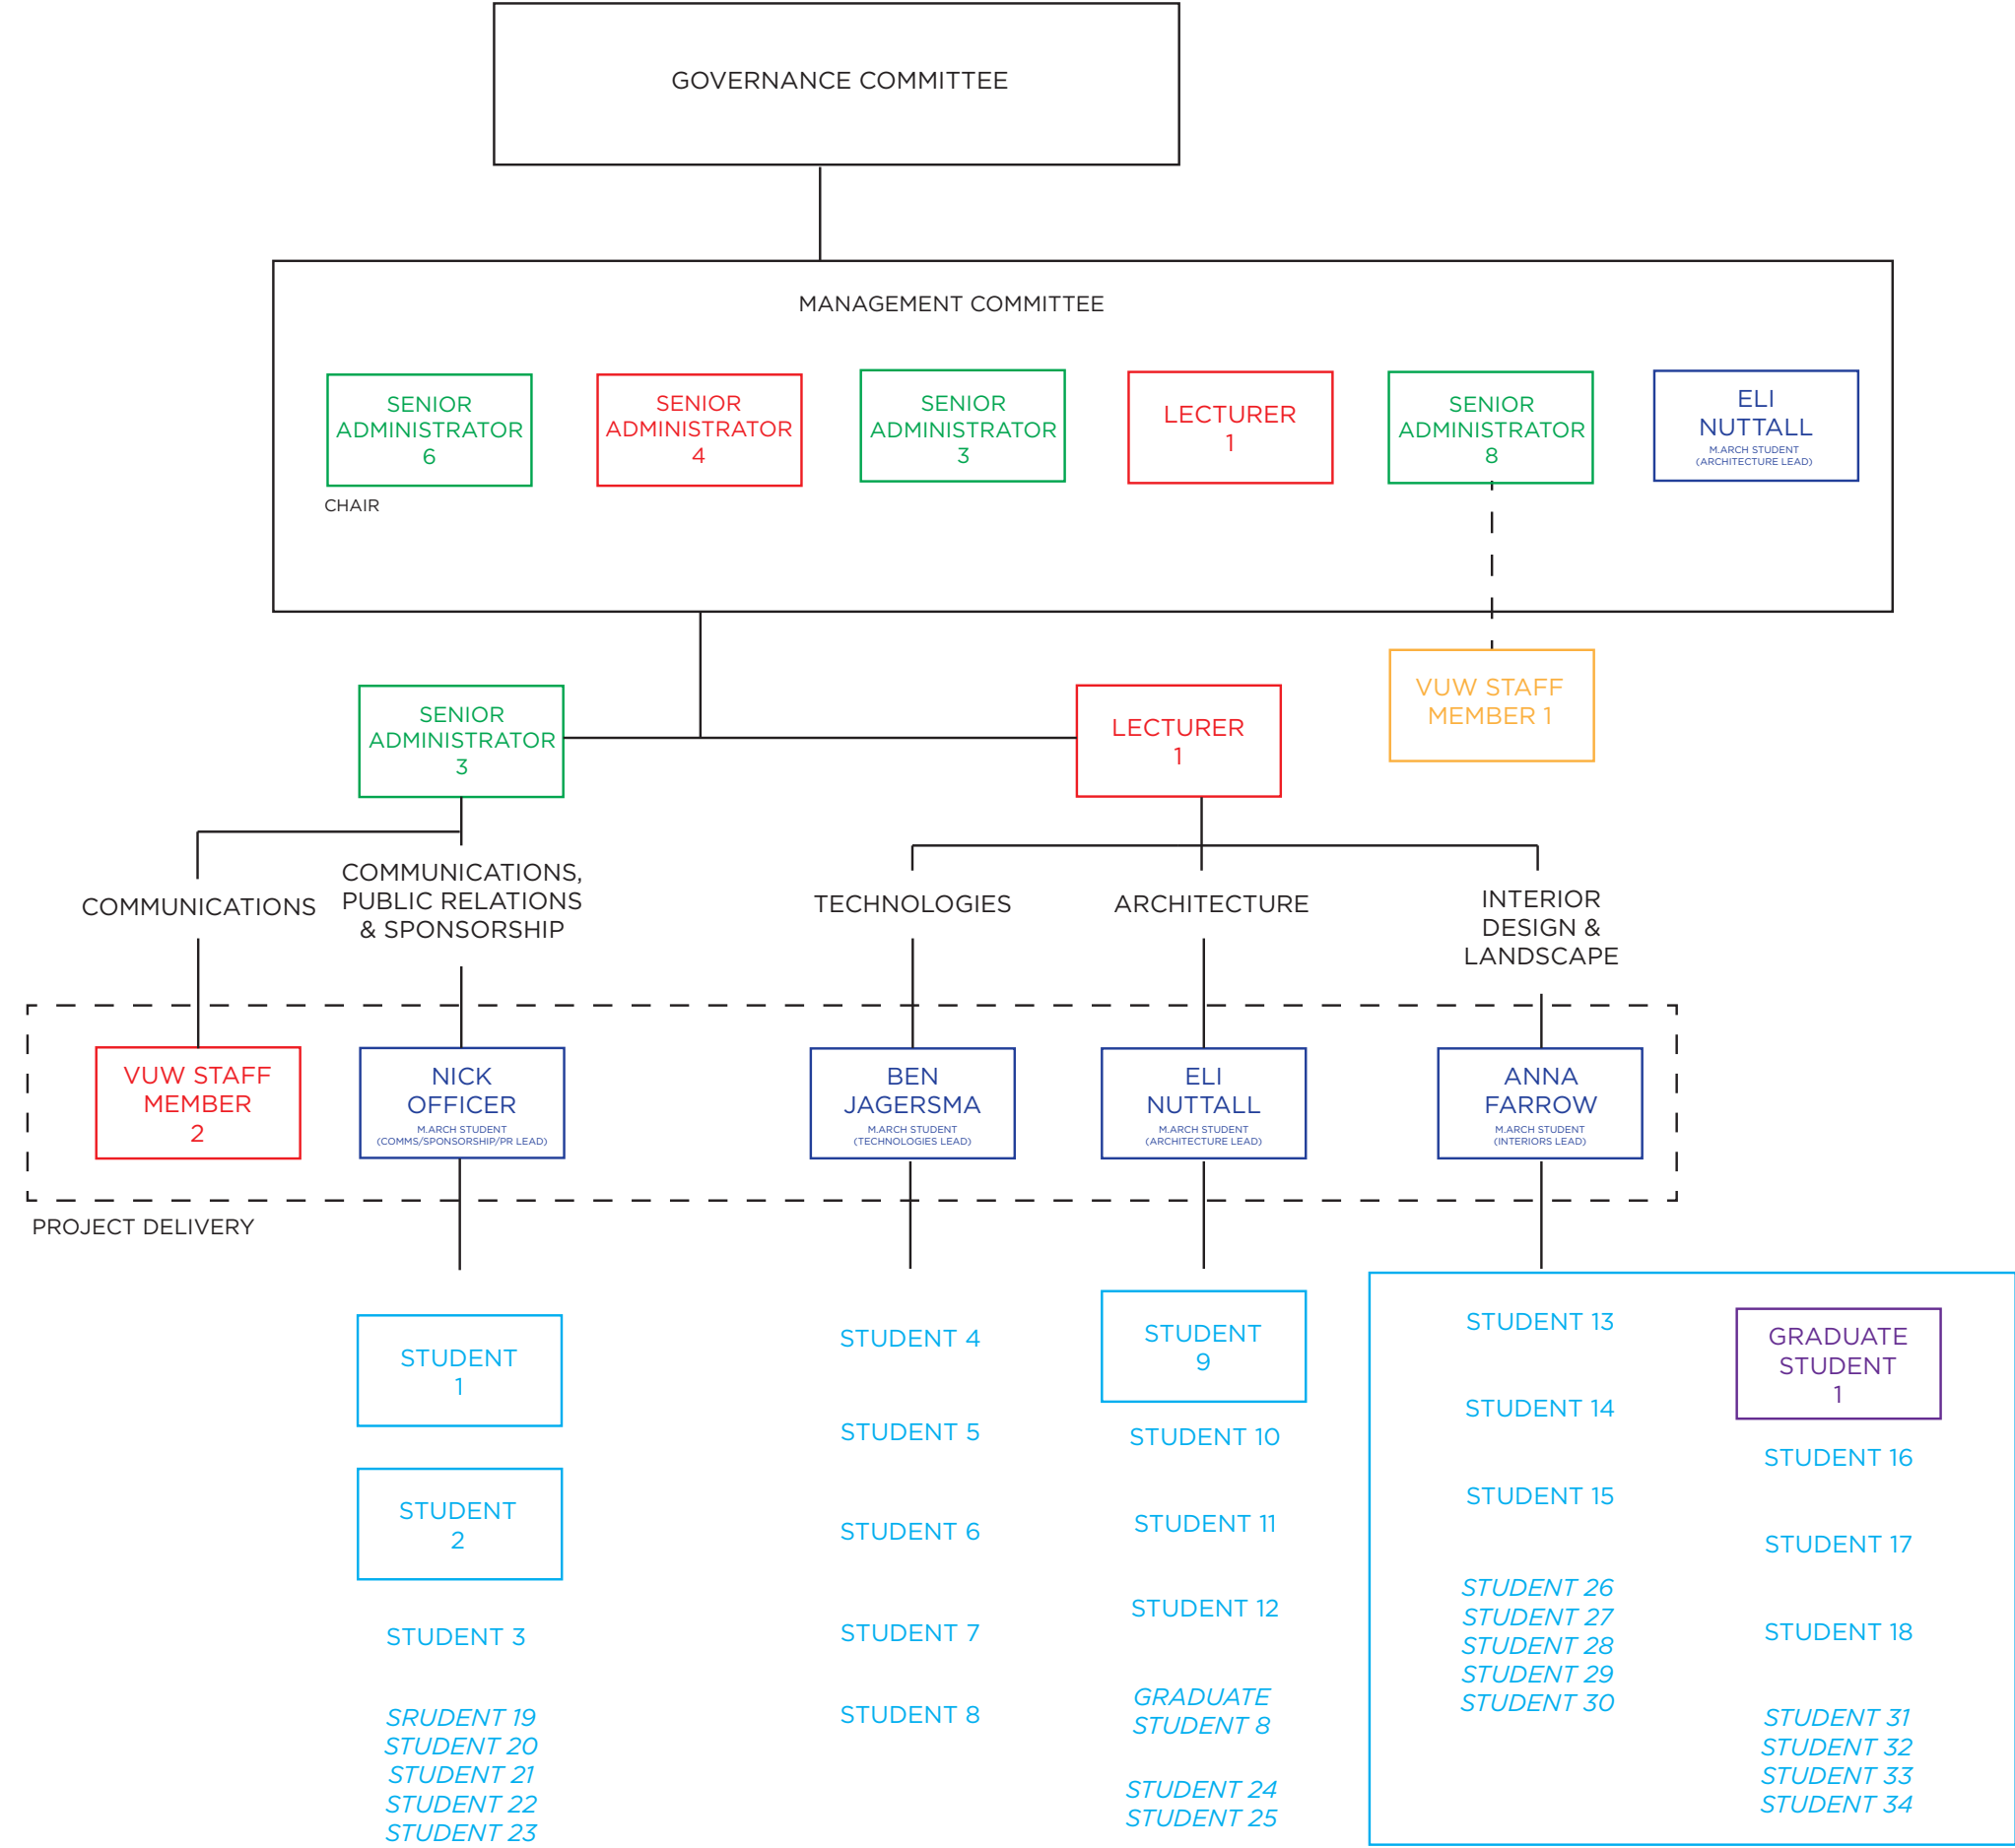 GOVERNANCE COMMITTEE
MANAGEMENT COMMITTEE
SENIOR
ADMINISTRATOR
6
CHAIR
SENIOR
ADMINISTRATOR
4
SENIOR
ADMINISTRATOR
3
LECTURER
1
SENIOR
ADMINISTRATOR
8
ELI
NUTTALL
M.ARCH STUDENT
(ARCHITECTURE LEAD)
SENIOR
ADMINISTRATOR
3
LECTURER
1
VUW STAFF
MEMBER 1
COMMUNICATIONS
COMMUNICATIONS,
PUBLIC RELATIONS
& SPONSORSHIP
TECHNOLOGIES
ARCHITECTURE
INTERIOR
DESIGN &
LANDSCAPE
VUW STAFF
MEMBER
2
NICK
OFFICER
M.ARCH STUDENT
(COMMS/SPONSORSHIP/PR LEAD)
BEN
JAGERSMA
M.ARCH STUDENT
(TECHNOLOGIES LEAD)
ELI
NUTTALL
M.ARCH STUDENT
(ARCHITECTURE LEAD)
ANNA
FARROW
M.ARCH STUDENT
(INTERIORS LEAD)
PROJECT DELIVERY
STUDENT
1
STUDENT
2
STUDENT 3
SRUDENT 19
STUDENT 20
STUDENT 21
STUDENT 22
STUDENT 23
STUDENT 4
STUDENT 5
STUDENT 6
STUDENT 7
STUDENT 8
STUDENT
9
STUDENT 10
STUDENT 11
STUDENT 12
GRADUATE
STUDENT 8
STUDENT 24
STUDENT 25
STUDENT 13
STUDENT 14
STUDENT 15
STUDENT 26
STUDENT 27
STUDENT 28
STUDENT 29
STUDENT 30
GRADUATE
STUDENT
1
STUDENT 16
STUDENT 17
STUDENT 18
STUDENT 31
STUDENT 32
STUDENT 33
STUDENT 34